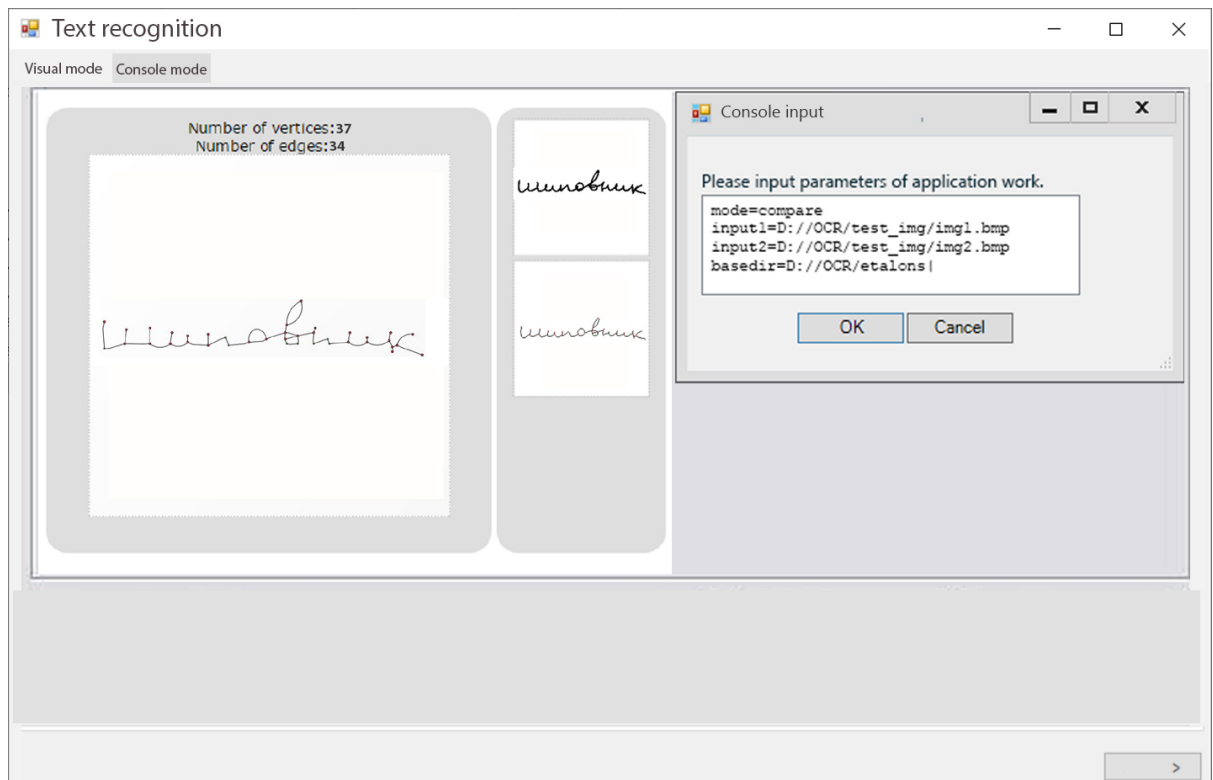 Text recognition
Visual mode Console mode
Number of vertices:37
Number of edges:34
шиповник
шиповник
шиповник
Console input
Please input parameters of application work.
mode=compare
input1=D://OCR/test_img/img1.bmp
input2=D://OCR/test_img/img2.bmp
basedir=D://OCR/etalons|
OK Cancel
>